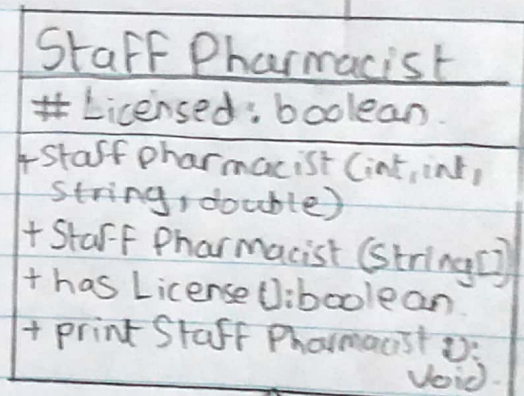 Staff Pharmacist
# Licensed: boolean.
+ Staff pharmacist (int, int,
string, double)
+ Staff Pharmacist (String[])
+ has License (): boolean.
+ print Staff Pharmacist ():
void.